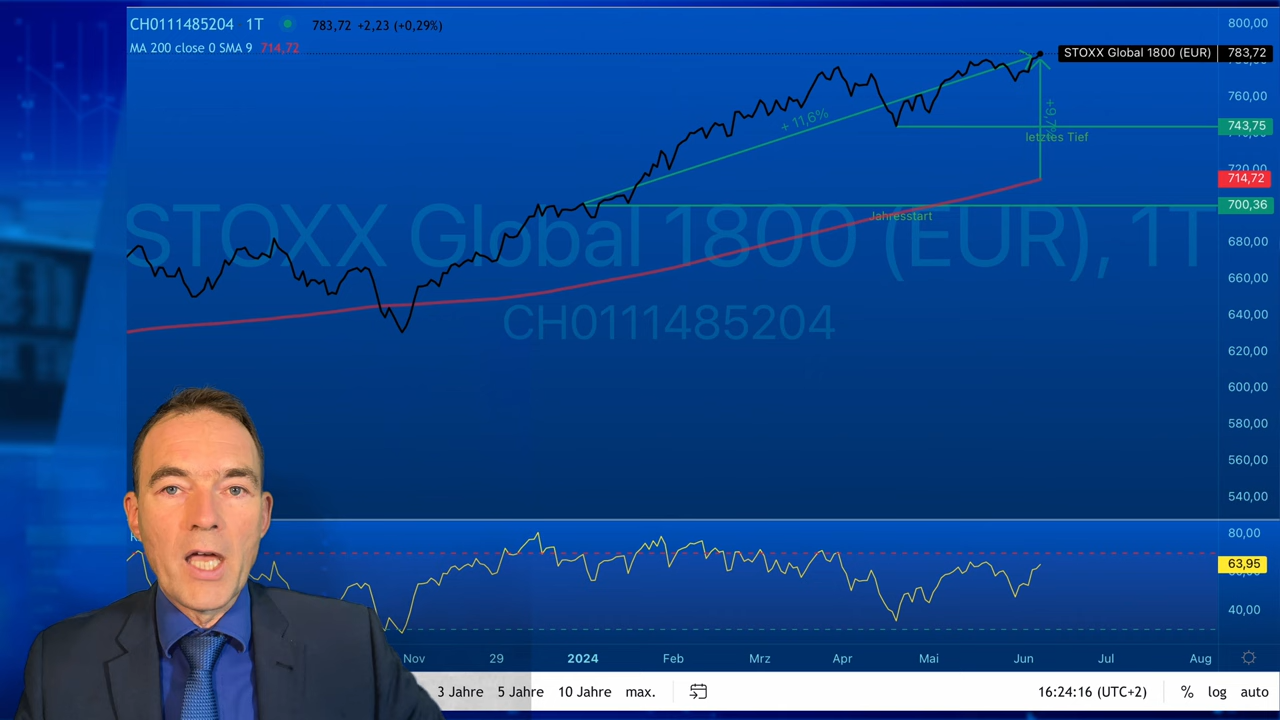 CH0111485204 1T 783,72 +2,23 (+0,29%)
MA 200 close 0 SMA 9 714,72
800,00
STOXX Global 1800 (EUR) 783,72
760,00
+ 11,6%
+9,7%
743,75
letztes Tief
720,00
714,72
700,36
Jahresstart
STOXX Global 1800 (EUR), 1T
CH0111485204
680,00
660,00
640,00
620,00
600,00
580,00
560,00
540,00
80,00
63,95
40,00
Nov 29 2024 Feb Mrz Apr Mai Jun Jul Aug
3 Jahre 5 Jahre 10 Jahre max. 16:24:16 (UTC+2) % log auto